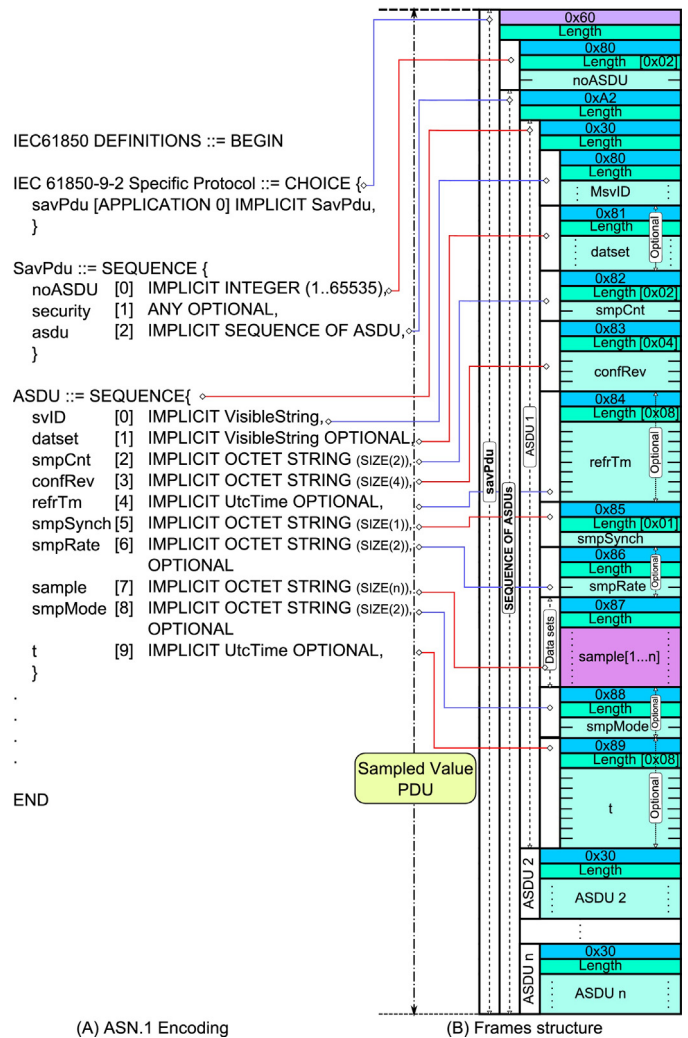 IEC61850 DEFINITIONS ::= BEGIN
IEC 61850-9-2 Specific Protocol ::= CHOICE {
savPdu [APPLICATION 0] IMPLICIT SavPdu,
}
SavPdu ::= SEQUENCE {
noASDU [0] IMPLICIT INTEGER (1..65535),
security [1] ANY OPTIONAL,
asdu [2] IMPLICIT SEQUENCE OF ASDU,
}
ASDU ::= SEQUENCE{
svID [0] IMPLICIT VisibleString,
datset [1] IMPLICIT VisibleString OPTIONAL
smpCnt [2] IMPLICIT OCTET STRING (SIZE(2)),
confRev [3] IMPLICIT OCTET STRING (SIZE(4)),
refrTm [4] IMPLICIT UtcTime OPTIONAL,
smpSynch [5] IMPLICIT OCTET STRING (SIZE(1)),
smpRate [6] IMPLICIT OCTET STRING (SIZE(2)),
OPTIONAL
sample [7] IMPLICIT OCTET STRING (SIZE(n)),
smpMode [8] IMPLICIT OCTET STRING (SIZE(2)),
OPTIONAL
t [9] IMPLICIT UtcTime OPTIONAL,
}
.
.
.
.
END
(A) ASN.1 Encoding
Sampled Value
PDU
savPdu
SEQUENCE OF ASDUs
ASDU 1
0x60
Length
0x80
Length [0x02]
noASDU
0xA2
Length
0x30
Length
0x80
Length
MsvID
0x81
Length
datset
Optional
0x82
Length [0x02]
smpCnt
0x83
Length [0x04]
confRev
0x84
Length [0x08]
refrTm
Optional
0x85
Length [0x01]
smpSynch
0x86
Length
smpRate
Optional
Data sets
0x87
Length
sample[1...n]
0x88
Length
smpMode
Optional
0x89
Length [0x08]
t
Optional
ASDU 2
0x30
Length
ASDU 2
ASDU n
0x30
Length
ASDU n
(B) Frames structure